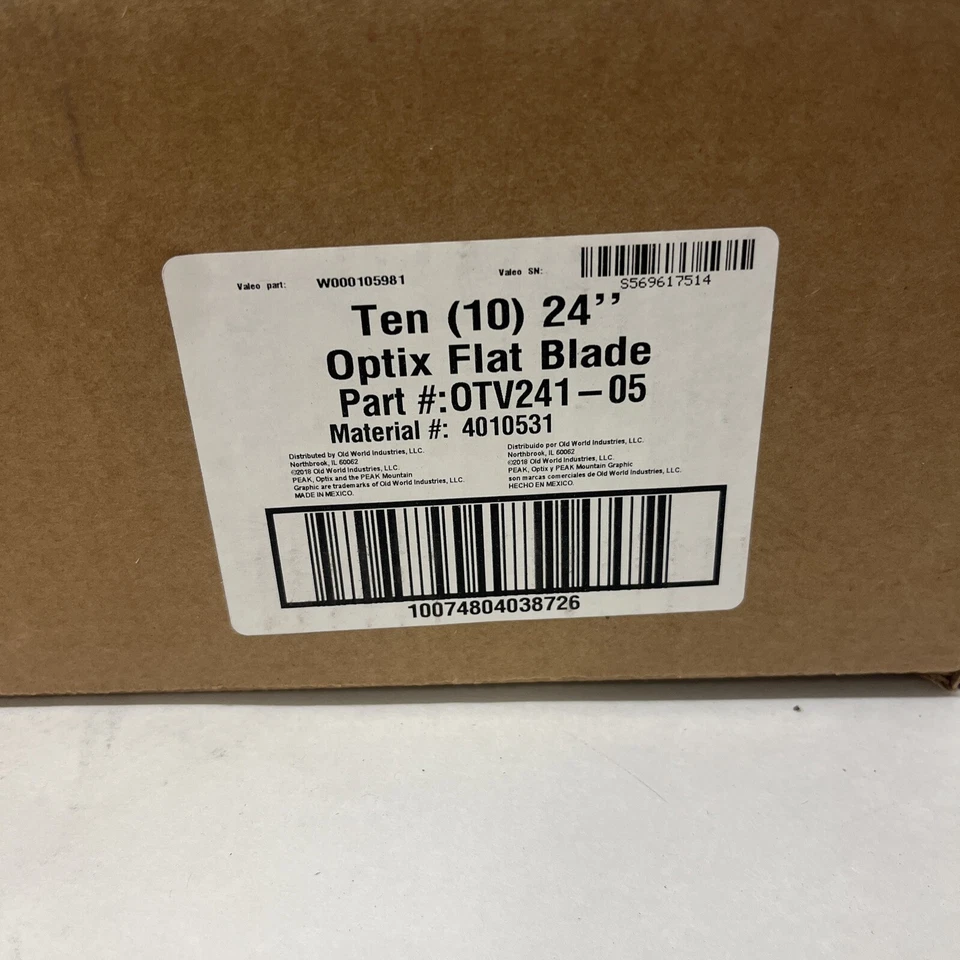 Valeo part: W000105981 Valeo SN:
S569617514
Ten (10) 24’’
Optix Flat Blade
Part #:OTV241–05
Material #: 4010531
Distributed by Old World Industries, LLC.
Northbrook, IL 60062
©2018 Old World Industries, LLC.
PEAK, Optix and the PEAK Mountain
Graphic are trademarks of Old World Industries, LLC.
MADE IN MEXICO.
Distribuido por Old World Industries, LLC.
Northbrook, IL 60062
©2018 Old World Industries, LLC.
PEAK, Optix y PEAK Mountain Graphic
son marcas comerciales de Old World Industries, LLC.
HECHO EN MEXICO.
10074804038726